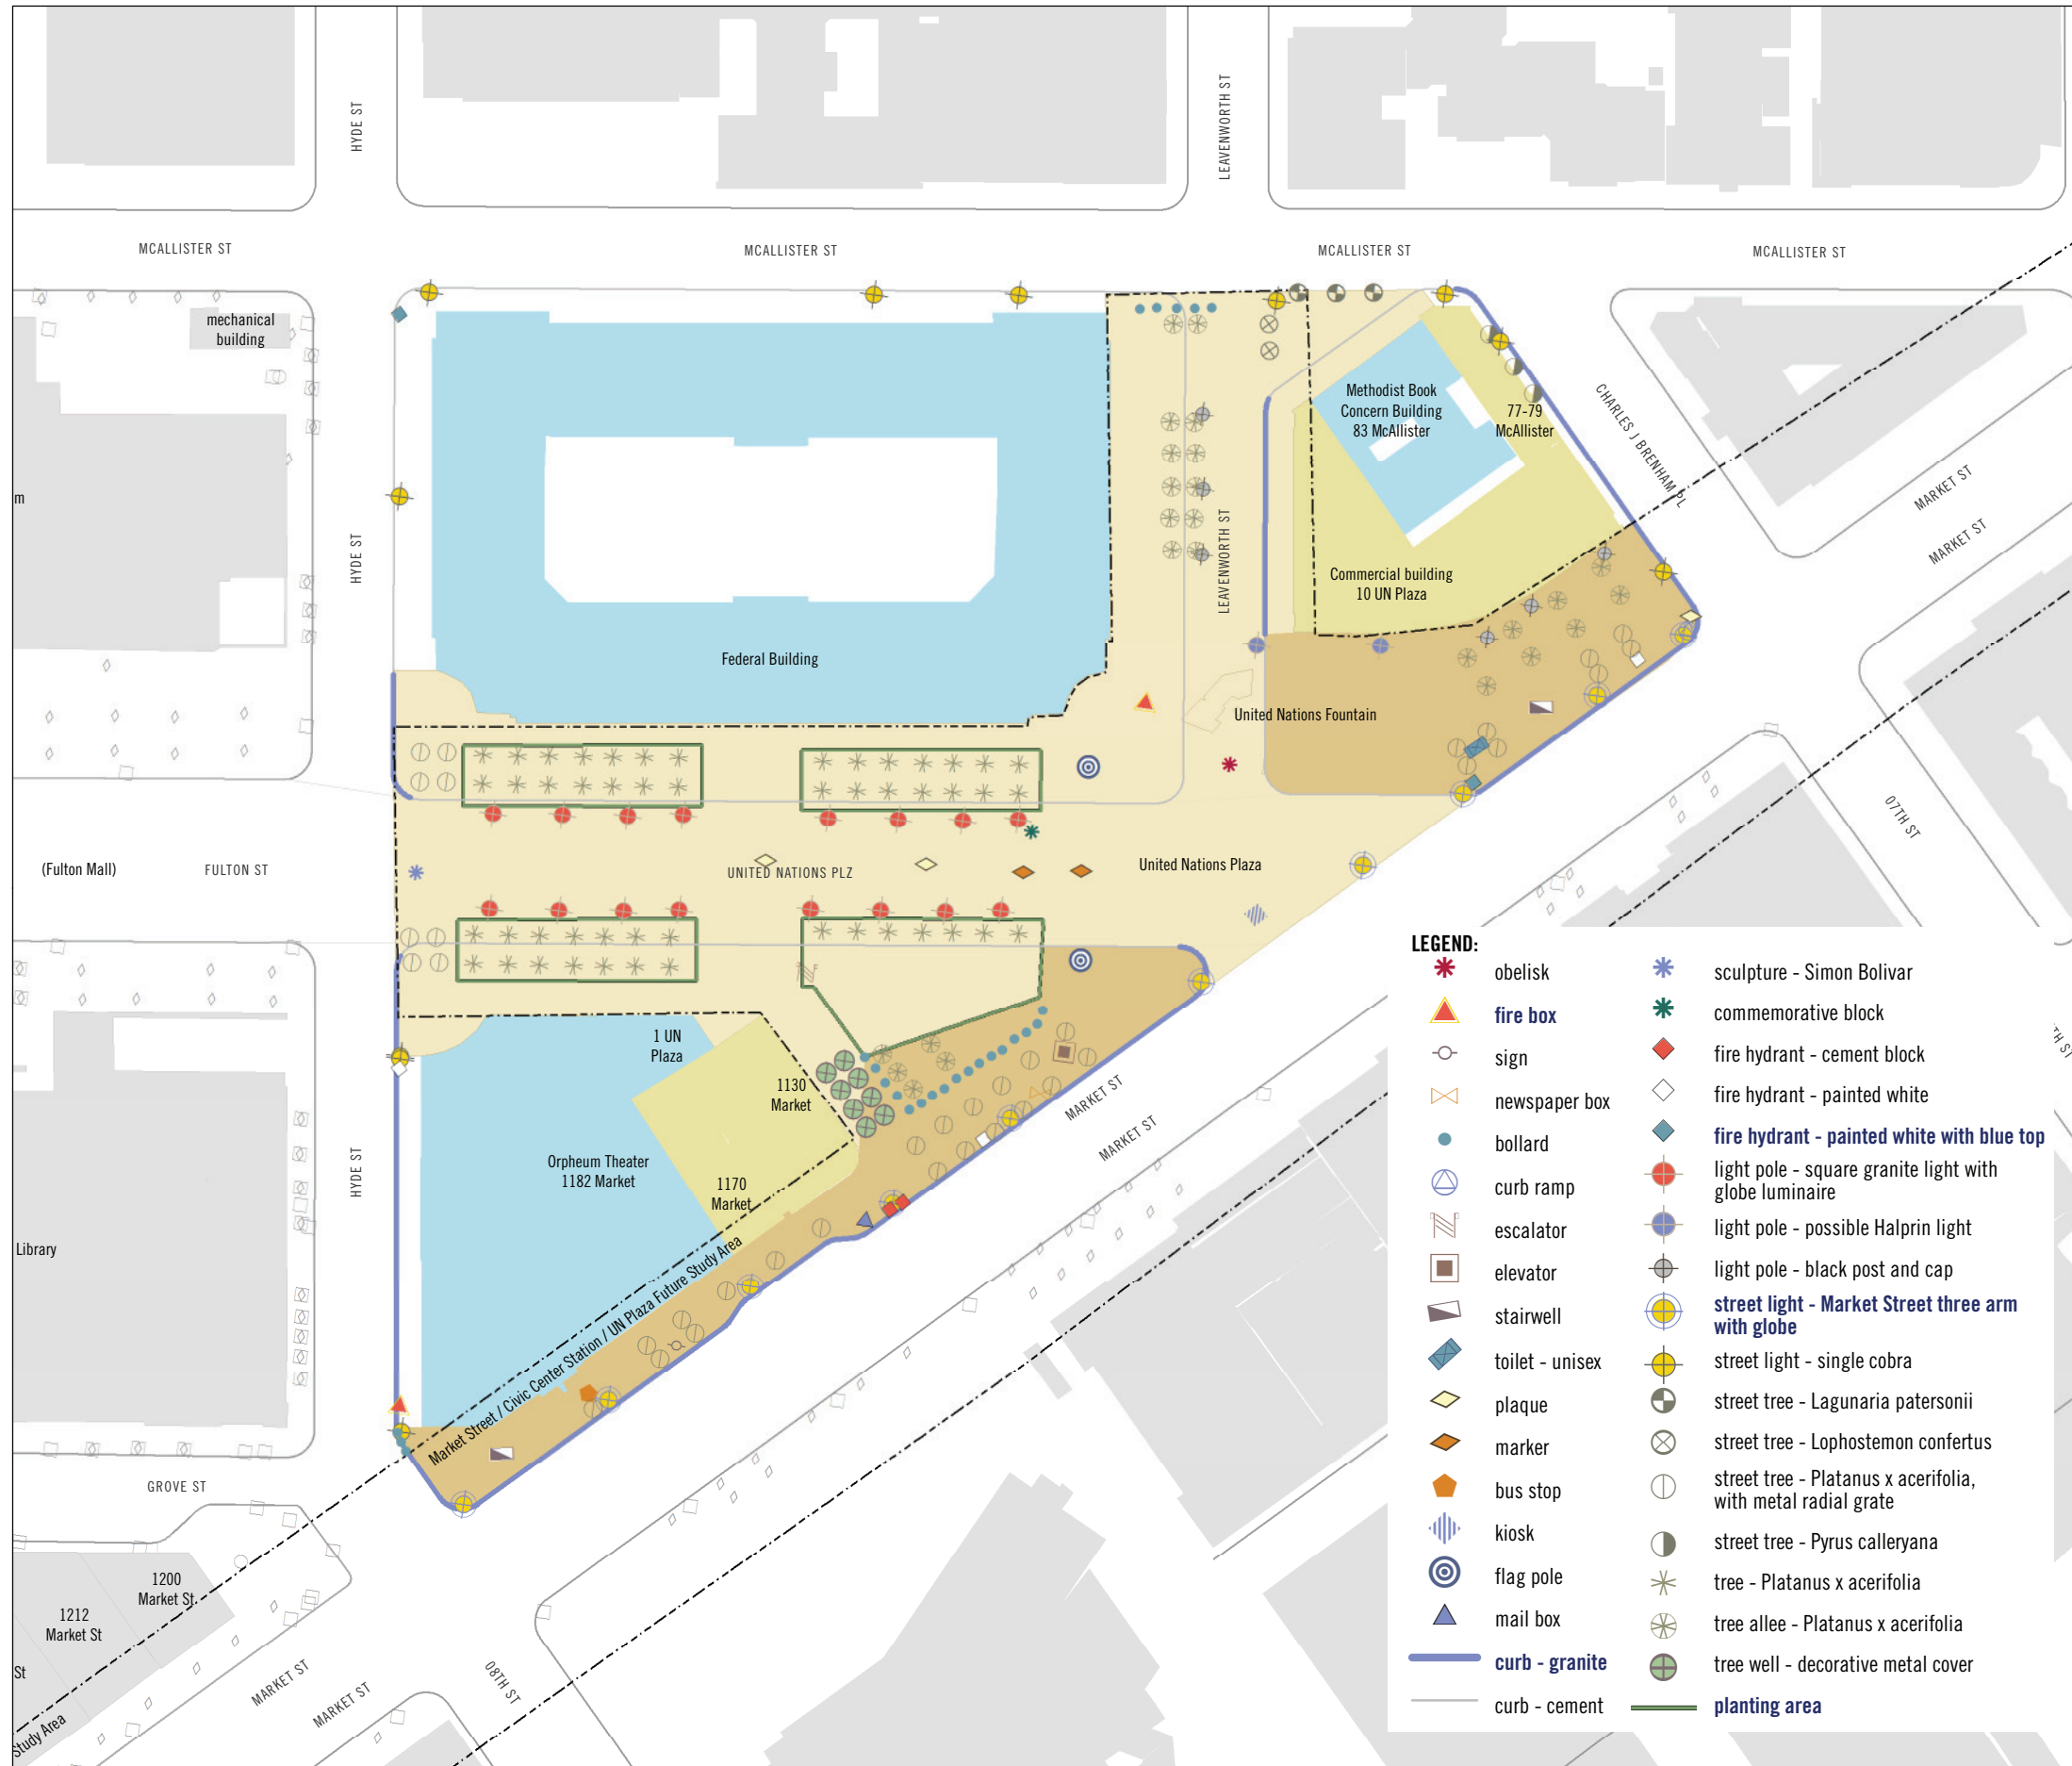 HYDE ST
LEAVENWORTH ST
MCALLISTER ST
MCALLISTER ST
MCALLISTER ST
MCALLISTER ST
mechanical
building
m
HYDE ST
Federal Building
LEAVENWORTH ST
Methodist Book
Concern Building
83 McAllister
77-79
McAllister
CHARLES J BRENHAM PL
MARKET ST
MARKET ST
Commercial building
10 UN Plaza
United Nations Fountain
07TH ST
(Fulton Mall)
FULTON ST
UNITED NATIONS PLZ
United Nations Plaza
1 UN
Plaza
1130
Market
MARKET ST
MARKET ST
HYDE ST
Orpheum Theater
1182 Market
1170
Market
Library
Market Street / Civic Center Station / UN Plaza Future Study Area
GROVE ST
1200
Market St
1212
Market St
St
Study Area
MARKET ST
MARKET ST
08TH ST
TH ST
LEGEND:
obelisk
fire box
sign
newspaper box
bollard
curb ramp
escalator
elevator
stairwell
toilet - unisex
plaque
marker
bus stop
kiosk
flag pole
mail box
curb - granite
curb - cement
sculpture - Simon Bolivar
commemorative block
fire hydrant - cement block
fire hydrant - painted white
fire hydrant - painted white with blue top
light pole - square granite light with
globe luminaire
light pole - possible Halprin light
light pole - black post and cap
street light - Market Street three arm
with globe
street light - single cobra
street tree - Lagunaria patersonii
street tree - Lophostemon confertus
street tree - Platanus x acerifolia,
with metal radial grate
street tree - Pyrus calleryana
tree - Platanus x acerifolia
tree allee - Platanus x acerifolia
tree well - decorative metal cover
planting area